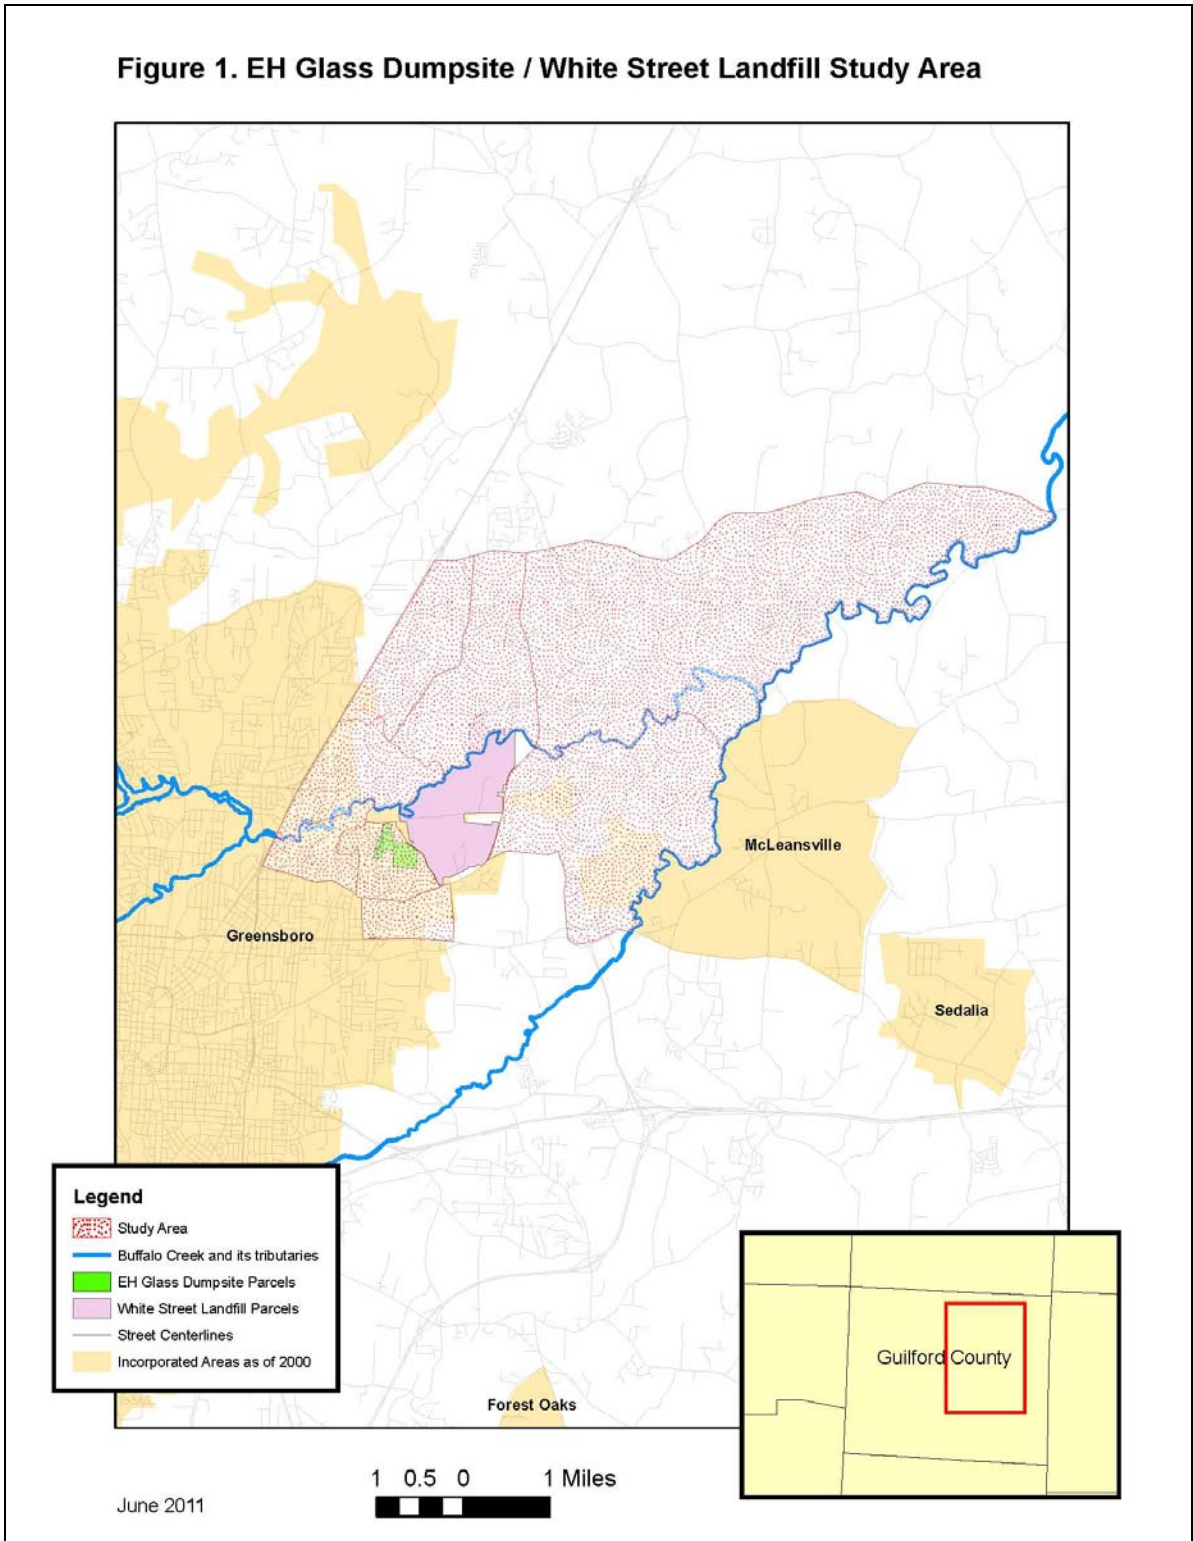 Figure 1. EH Glass Dumpsite / White Street Landfill Study Area
McLeansville
Greensboro
Sedalia
Legend
Study Area
Buffalo Creek and its tributaries
EH Glass Dumpsite Parcels
White Street Landfill Parcels
Street Centerlines
Incorporated Areas as of 2000
Guilford County
Forest Oaks
1 0.5 0 1 Miles
June 2011